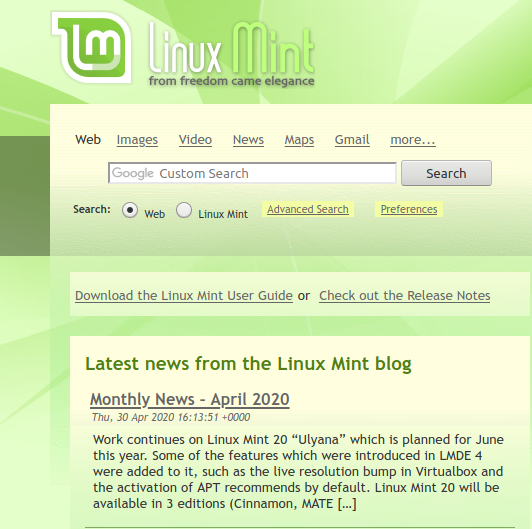 Linux Mint
from freedom came elegance
Web Images Video News Maps Gmail more...
Google Custom Search Search
Search: Web Linux Mint Advanced Search Preferences
Download the Linux Mint User Guide or Check out the Release Notes
Latest news from the Linux Mint blog
Monthly News – April 2020
Thu, 30 Apr 2020 16:13:51 +0000
Work continues on Linux Mint 20 “Ulyana” which is planned for June
this year. Some of the features which were introduced in LMDE 4
were added to it, such as the live resolution bump in Virtualbox and
the activation of APT recommends by default. Linux Mint 20 will be
available in 3 editions (Cinnamon, MATE […]